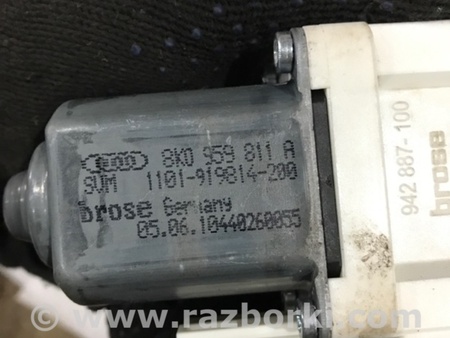 8K0 959 811 A
SWM 1101-919814-200
brose Germany
05.06.10440260055
942 887-100
brose
© www.razborki.com